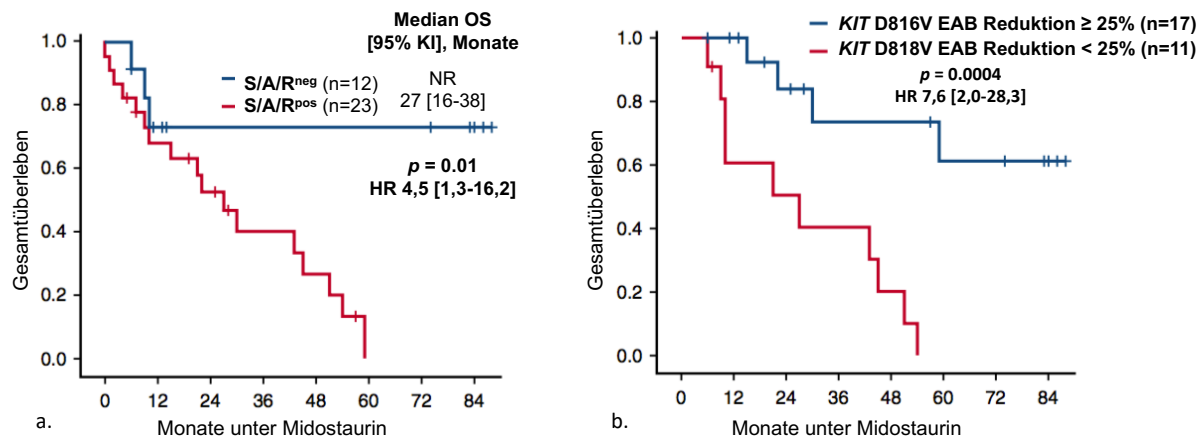 Median OS
[95% KI], Monate
S/A/Rneg (n=12) NR
S/A/Rpos (n=23) 27 [16-38]
p = 0.01
HR 4,5 [1,3-16,2]
Gesamtüberleben
1.0
0.8
0.6
0.4
0.2
0.0
0 12 24 36 48 60 72 84
Monate unter Midostaurin
a.
KIT D816V EAB Reduktion ≥ 25% (n=17)
KIT D818V EAB Reduktion < 25% (n=11)
p = 0.0004
HR 7,6 [2,0-28,3]
Gesamtüberleben
1.0
0.8
0.6
0.4
0.2
0.0
0 12 24 36 48 60 72 84
Monate unter Midostaurin
b.